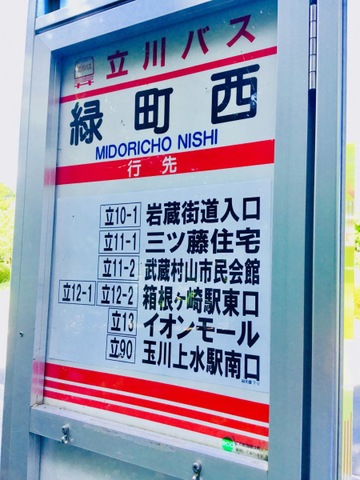 立川バス
緑町西
MIDORICHO NISHI
行先
立10-1 岩蔵街道入口
立11-1 三ツ藤住宅
立11-2 武蔵村山市民会館
立12-1 立12-2 箱根ヶ崎駅東口
立13 イオンモール
立90 玉川上水駅南口